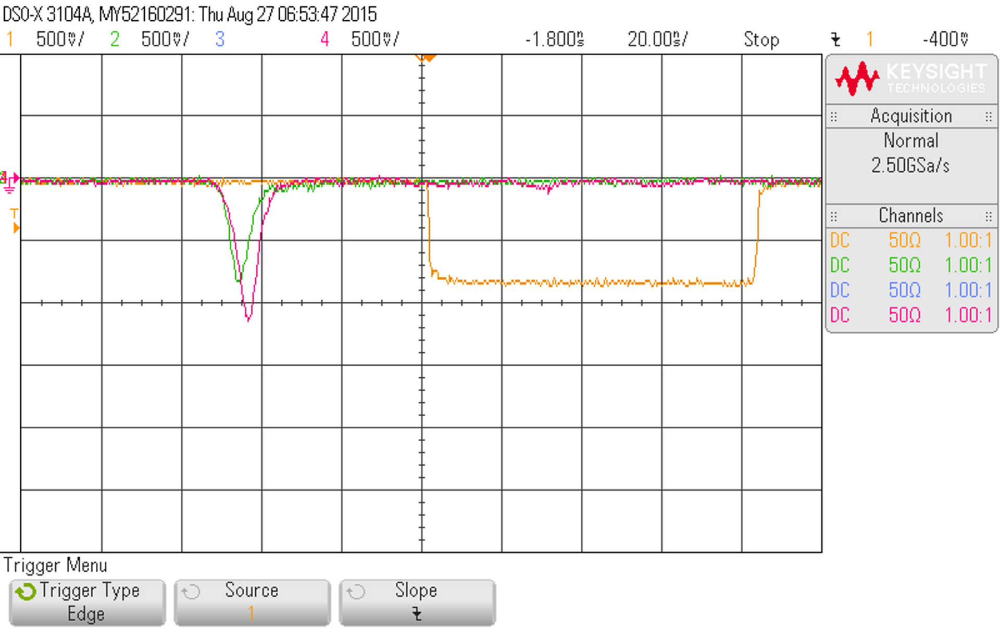 DSO-X 3104A, MY52160291: Thu Aug 27 06:53:47 2015
1 500mV/ 2 500mV/ 3 4 500mV/ -1.800ns 20.00ns/ Stop 1 -400mV
KEYSIGHT
TECHNOLOGIES
Acquisition
Normal
2.50GSa/s
T
Channels
DC 50Ω 1.00:1
DC 50Ω 1.00:1
DC 50Ω 1.00:1
DC 50Ω 1.00:1
Trigger Menu
Trigger Type
Edge
Source
1
Slope